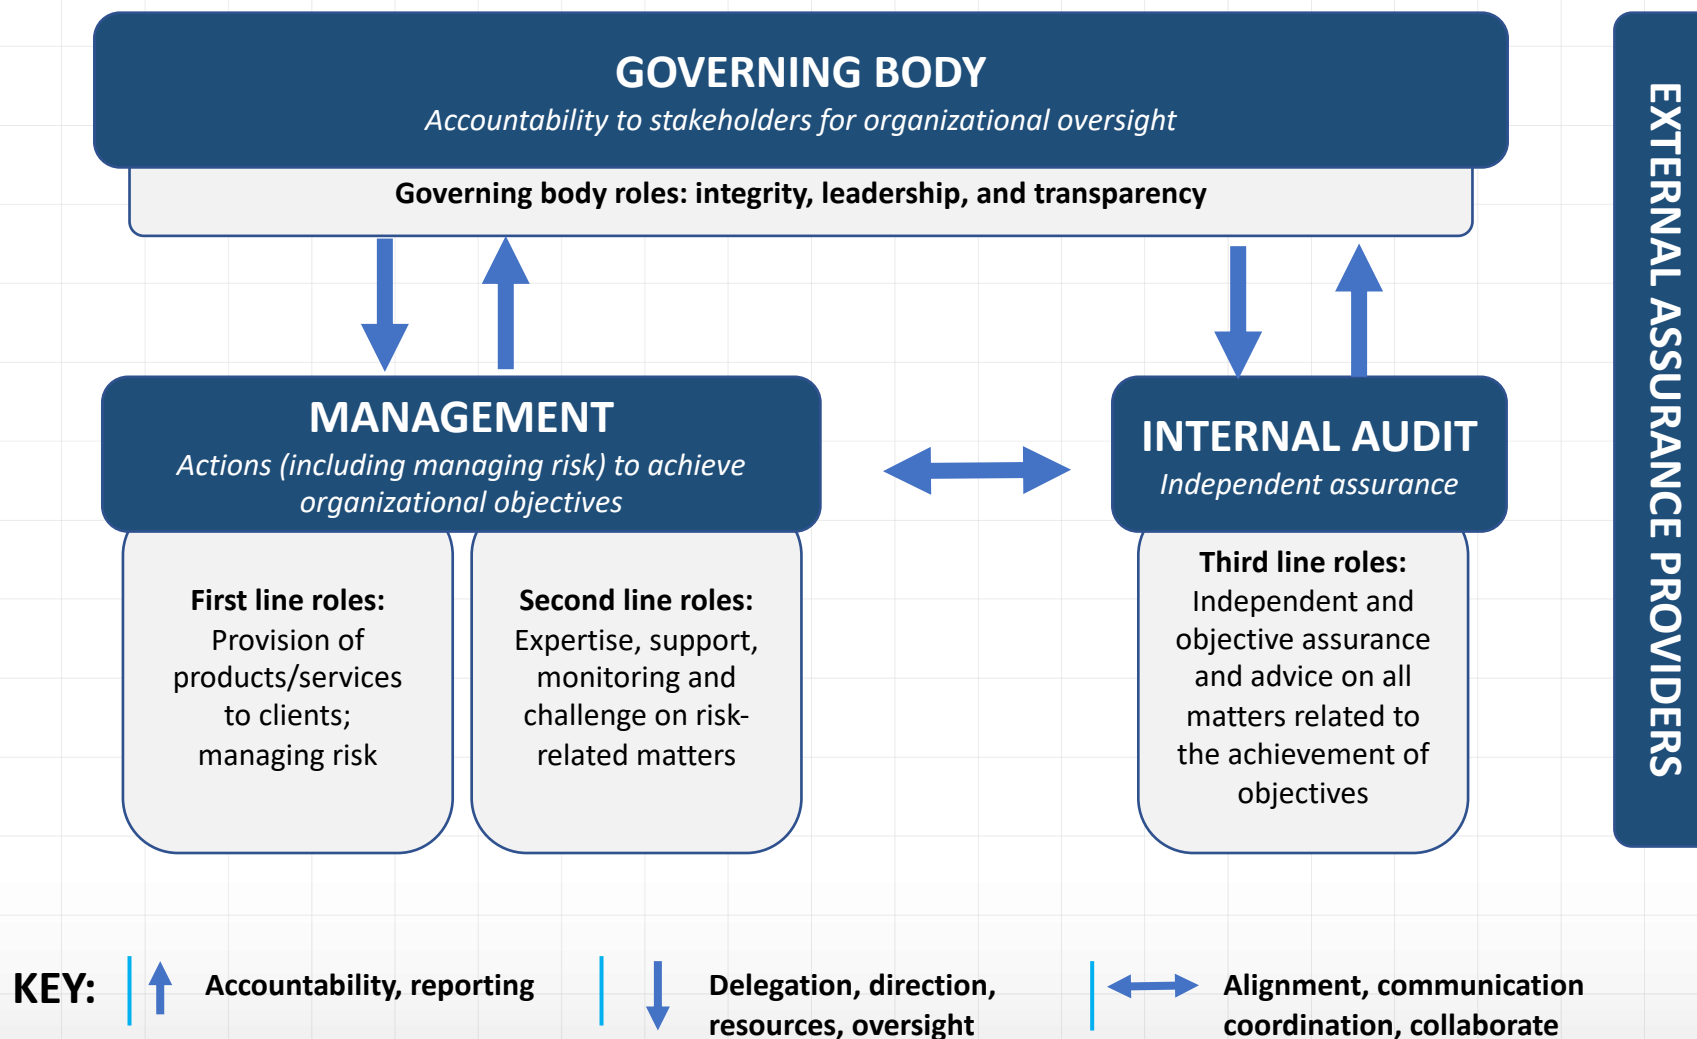 GOVERNING BODY
Accountability to stakeholders for organizational oversight
Governing body roles: integrity, leadership, and transparency
MANAGEMENT
Actions (including managing risk) to achieve
organizational objectives
First line roles:
Provision of
products/services
to clients;
managing risk
Second line roles:
Expertise, support,
monitoring and
challenge on risk-
related matters
INTERNAL AUDIT
Independent assurance
Third line roles:
Independent and
objective assurance
and advice on all
matters related to
the achievement of
objectives
EXTERNAL ASSURANCE PROVIDERS
KEY:
Accountability, reporting
Delegation, direction,
resources, oversight
Alignment, communication
coordination, collaborate